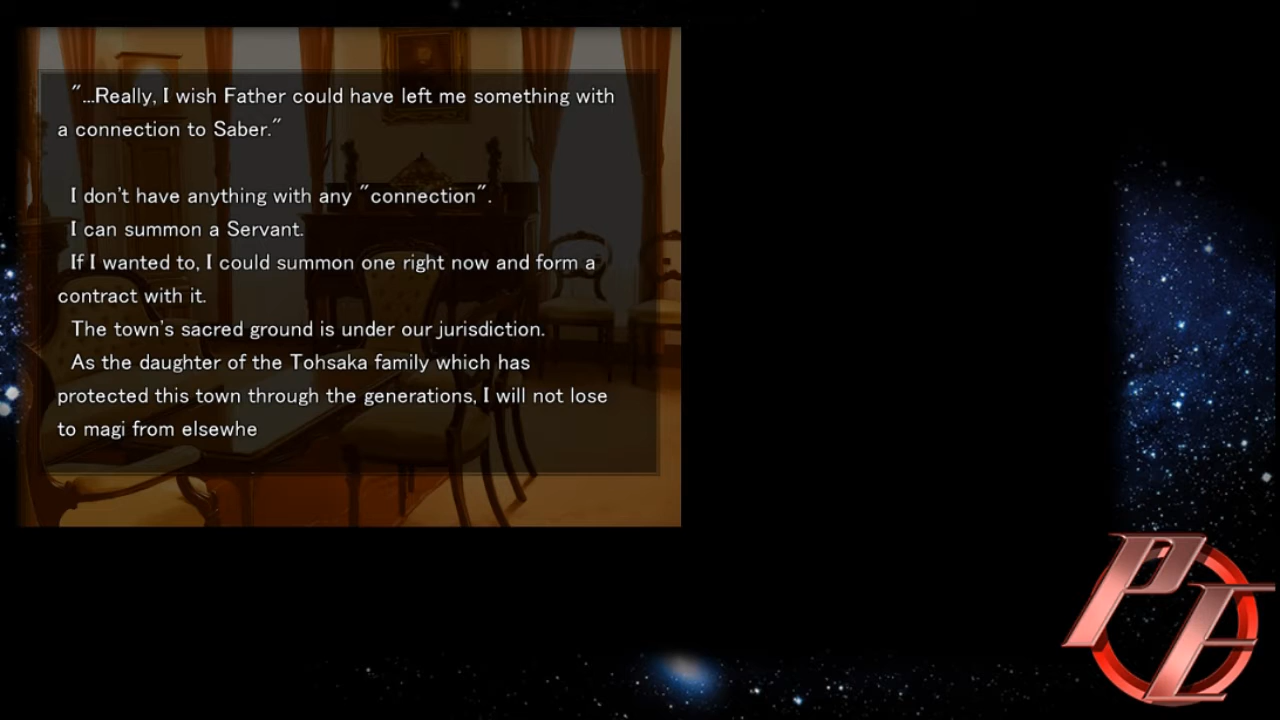 "...Really, I wish Father could have left me something with
a connection to Saber."
I don't have anything with any "connection".
I can summon a Servant.
If I wanted to, I could summon one right now and form a
contract with it.
The town's sacred ground is under our jurisdiction.
As the daughter of the Tohsaka family which has
protected this town through the generations, I will not lose
to magi from elsewhe
PE